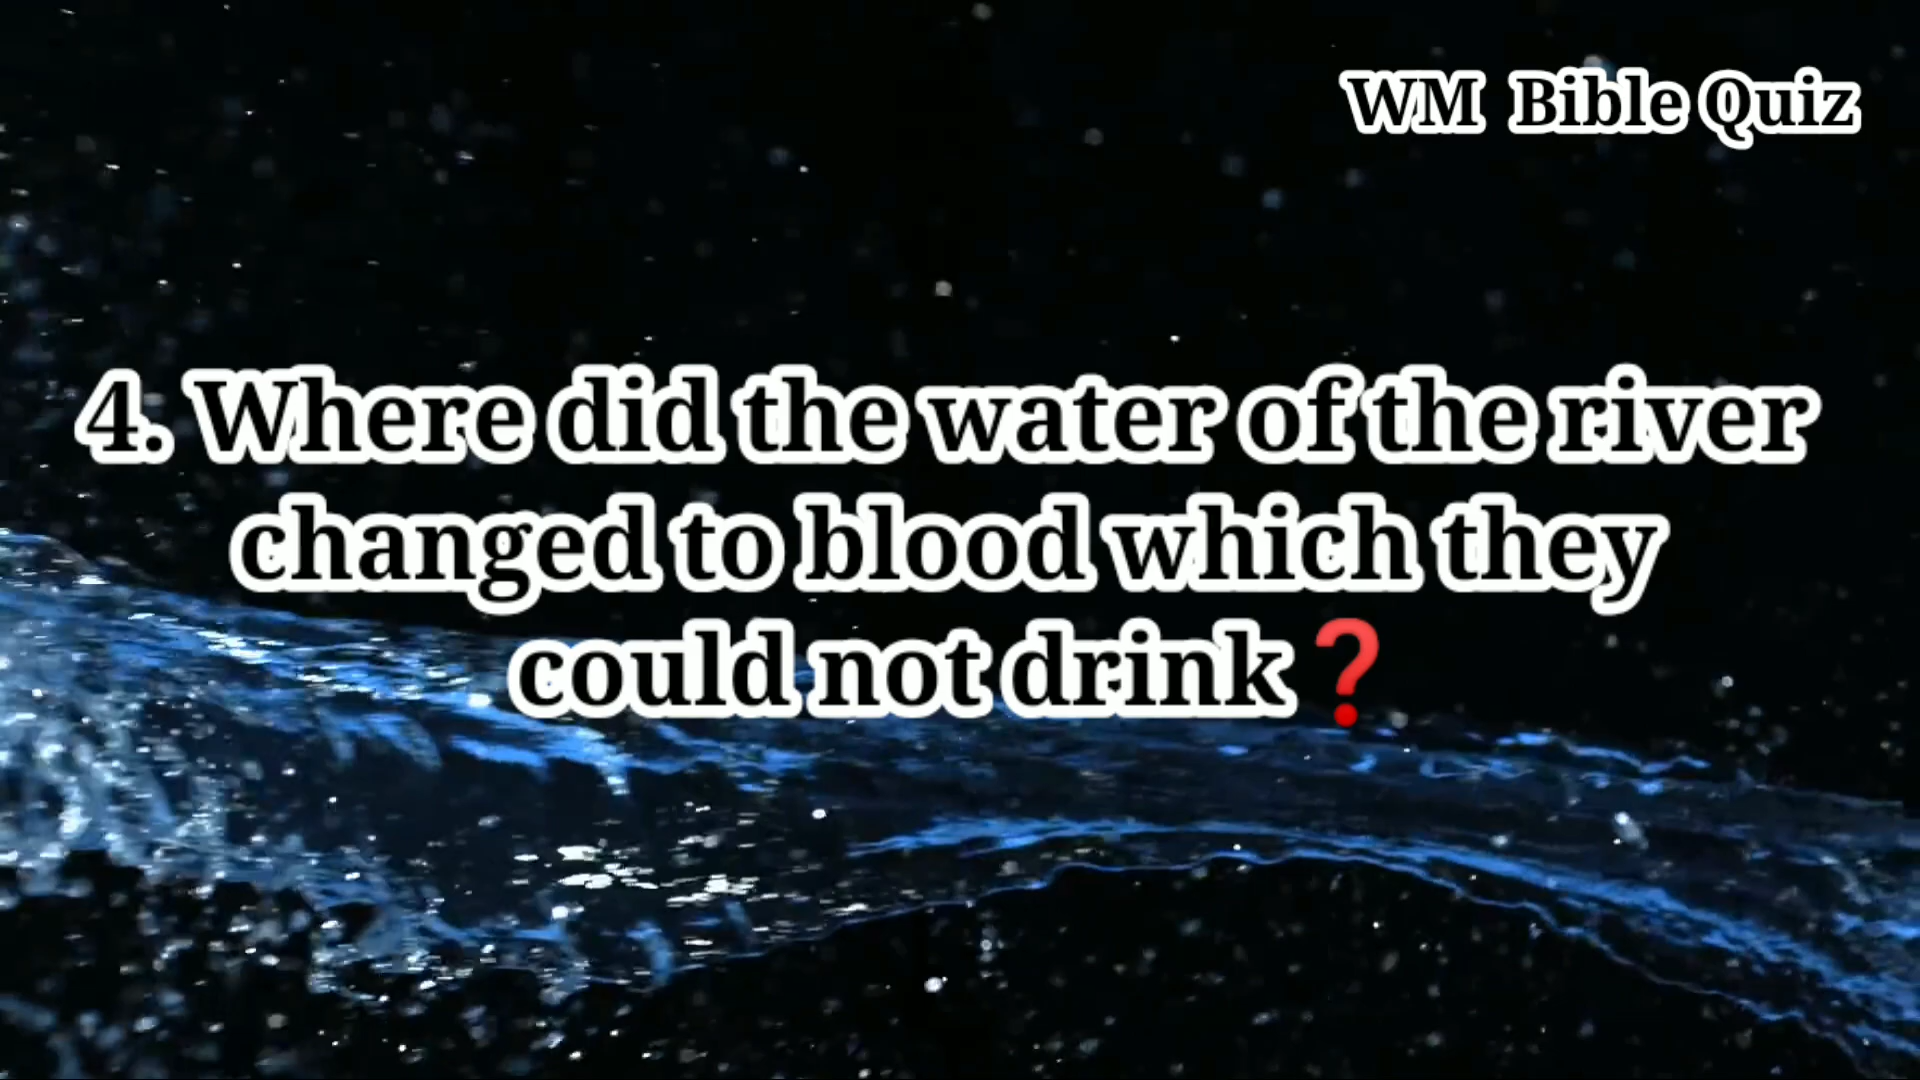 WM Bible Quiz
4. Where did the water of the river
changed to blood which they
could not drink❓